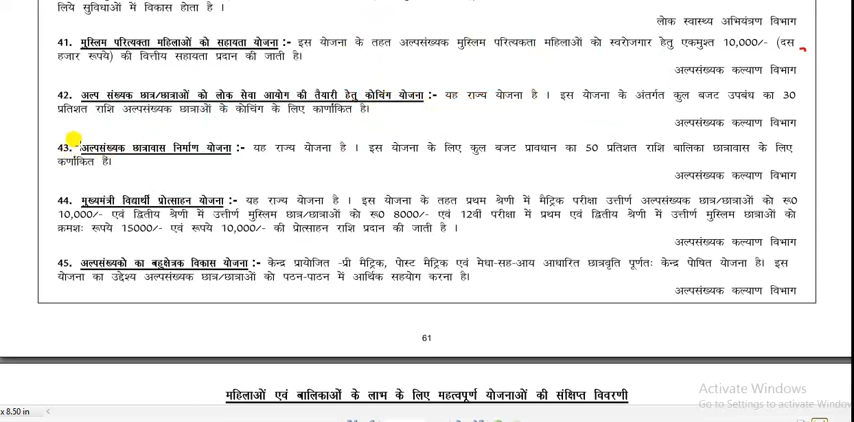 लिये सुविधाओं में विकास होता है ।
लोक स्वास्थ्य अभियंत्रण विभाग
41. मुस्लिम परित्यक्ता महिलाओं को सहायता योजना :- इस योजना के तहत अल्पसंख्यक मुस्लिम परित्यकता महिलाओं को स्वरोजगार हेतु एकमुश्त 10,000/- (दस
हजार रूपये) की वित्तीय सहायता प्रदान की जाती है।
अल्पसंख्यक कल्याण विभाग
42. अल्प संख्यक छात्र/छात्राओं को लोक सेवा आयोग की तैयारी हेतु कोचिंग योजना :- यह राज्य योजना है । इस योजना के अंतर्गत कुल बजट उपबंध का 30
प्रतिशत राशि अल्पसंख्यक छात्राओं के कोचिंग के लिए कार्णांकित है।
अल्पसंख्यक कल्याण विभाग
43. अल्पसंख्यक छात्रावास निर्माण योजना :- यह राज्य योजना है । इस योजना के लिए कुल बजट प्रावधान का 50 प्रतिशत राशि बालिका छात्रावास के लिए
कर्णांकित है।
अल्पसंख्यक कल्याण विभाग
44. मुख्यमंत्री विद्यार्थी प्रोत्साहन योजना :- यह राज्य योजना है । इस योजना के तहत प्रथम श्रेणी में मैट्रिक परीक्षा उत्तीर्ण अल्पसंख्यक छात्र/छात्राओं को रू0
10,000/- एवं द्वितीय श्रेणी में उत्तीर्ण मुस्लिम छात्र/छात्राओं को रू0 8000/- एवं 12वीं परीक्षा में प्रथम एवं द्वितीय श्रेणी में उत्तीर्ण मुस्लिम छात्राओं को
क्रमशः रूपये 15000/- एवं रूपये 10,000/- की प्रोत्साहन राशि प्रदान की जाती है ।
अल्पसंख्यक कल्याण विभाग
45. अल्पसंख्यको का बहुक्षेत्रक विकास योजना :- केन्द्र प्रायोजित -प्री मैट्रिक, पोस्ट मैट्रिक एवं मेधा-सह-आय आधारित छात्रवृति पूर्णतः केन्द्र पोषित योजना है। इस
योजना का उद्देश्य अल्पसंख्यक छात्र/छात्राओं को पठन-पाठन में आर्थिक सहयोग करना है।
अल्पसंख्यक कल्याण विभाग
61
महिलाओं एवं बालिकाओं के लाभ के लिए महत्वपूर्ण योजनाओं की संक्षिप्त विवरणी
Activate Windows
Go to Settings to activate Window
x 8.50 in